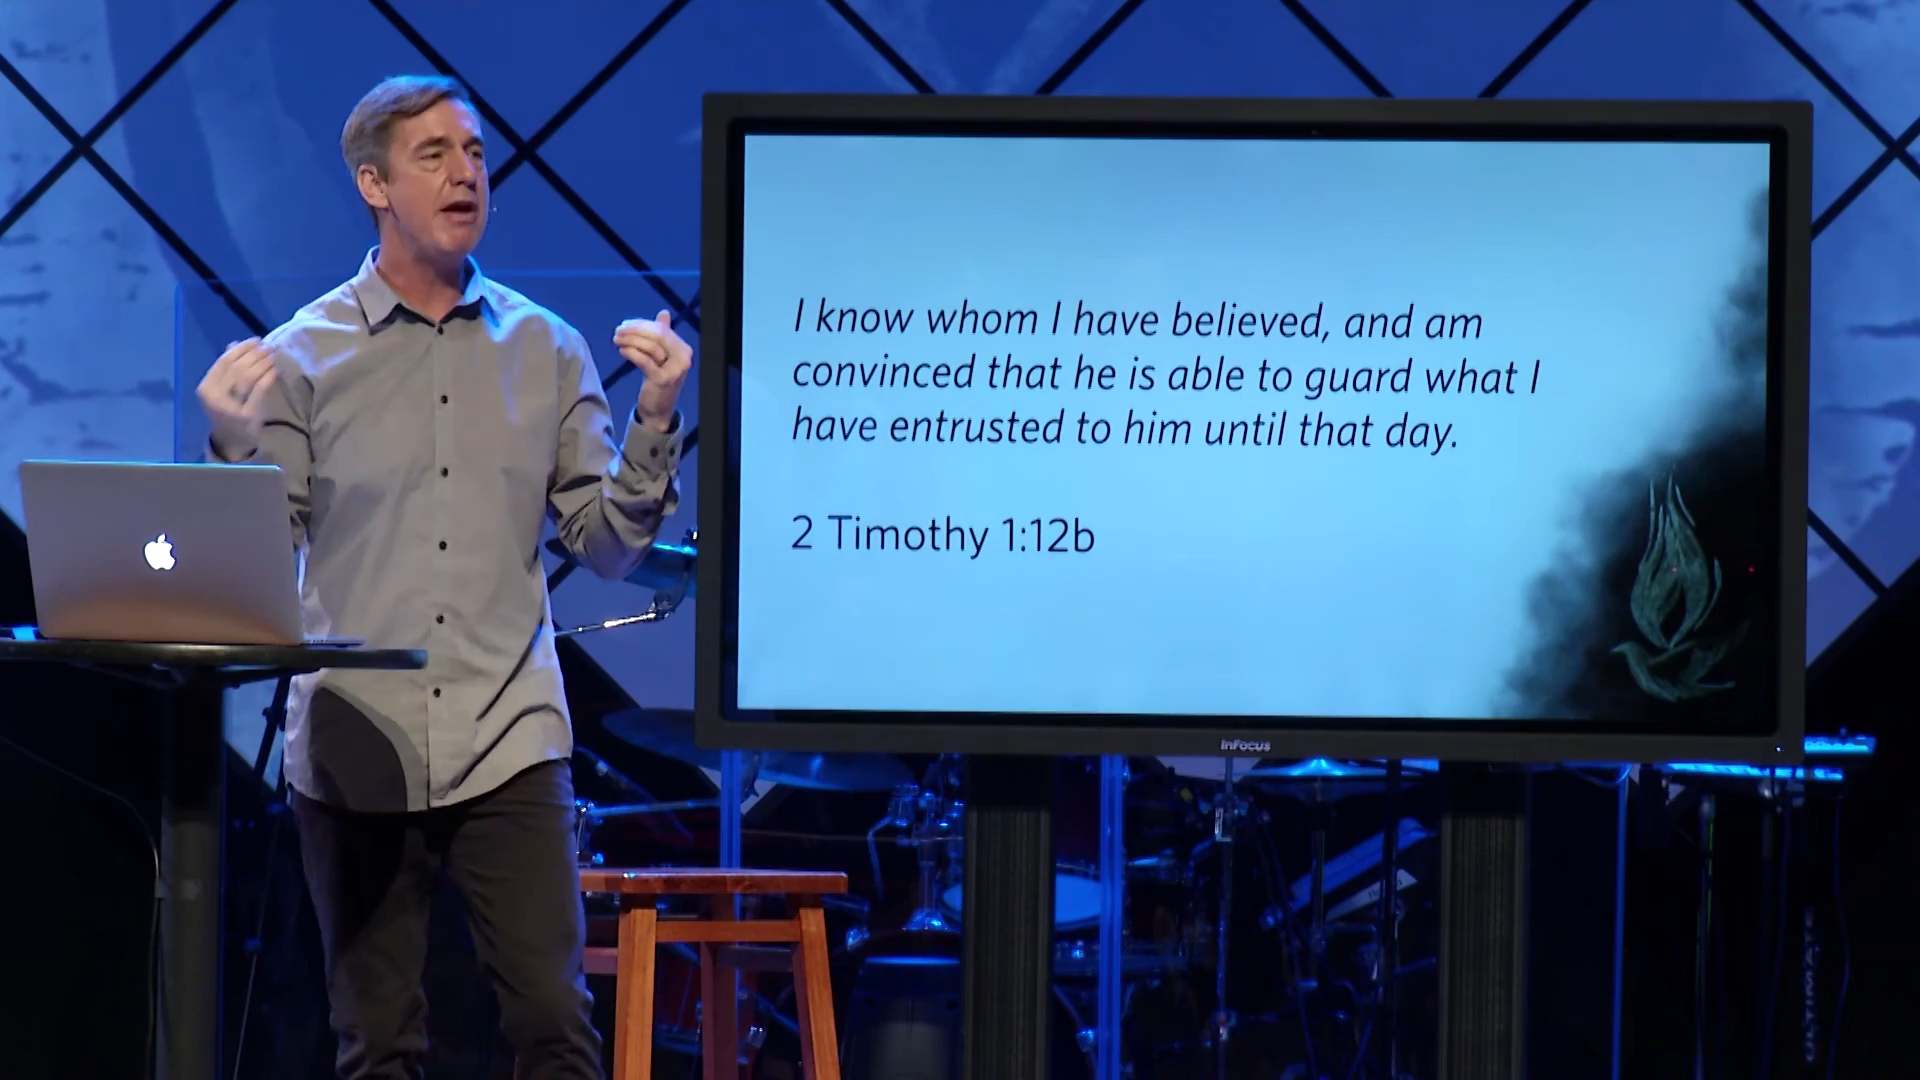 I know whom I have believed, and am
convinced that he is able to guard what I
have entrusted to him until that day.
2 Timothy 1:12b
InFocus
ULTIMATE